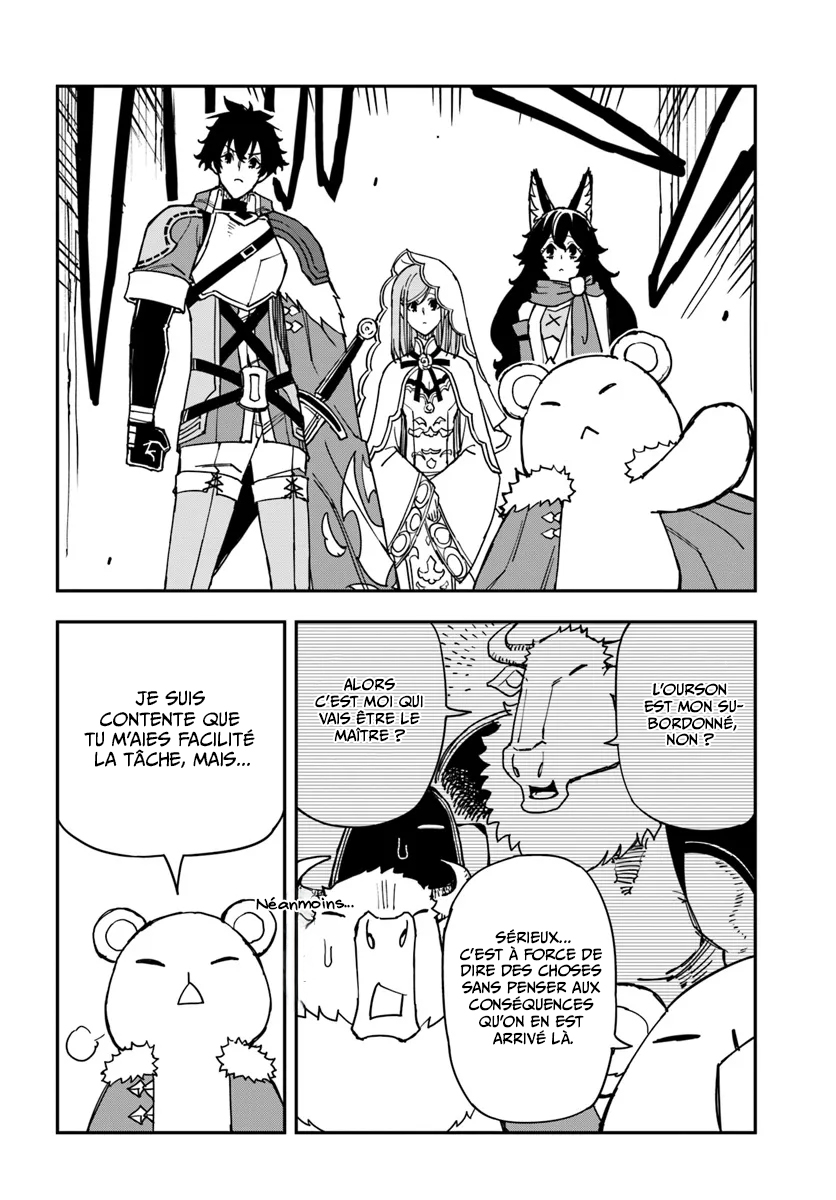 L'OURSON
EST MON SU-
BORDONNÉ,
NON ?
ALORS
C'EST MOI QUI
VAIS ÊTRE LE
MAÎTRE ?
SÉRIEUX...
C'EST À FORCE DE
DIRE DES CHOSES
SANS PENSER AUX
CONSÉQUENCES
QU'ON EN EST
ARRIVÉ LÀ.
Néanmoins...
JE SUIS
CONTENTE QUE
TU M'AIES FACILITÉ
LA TÂCHE, MAIS...